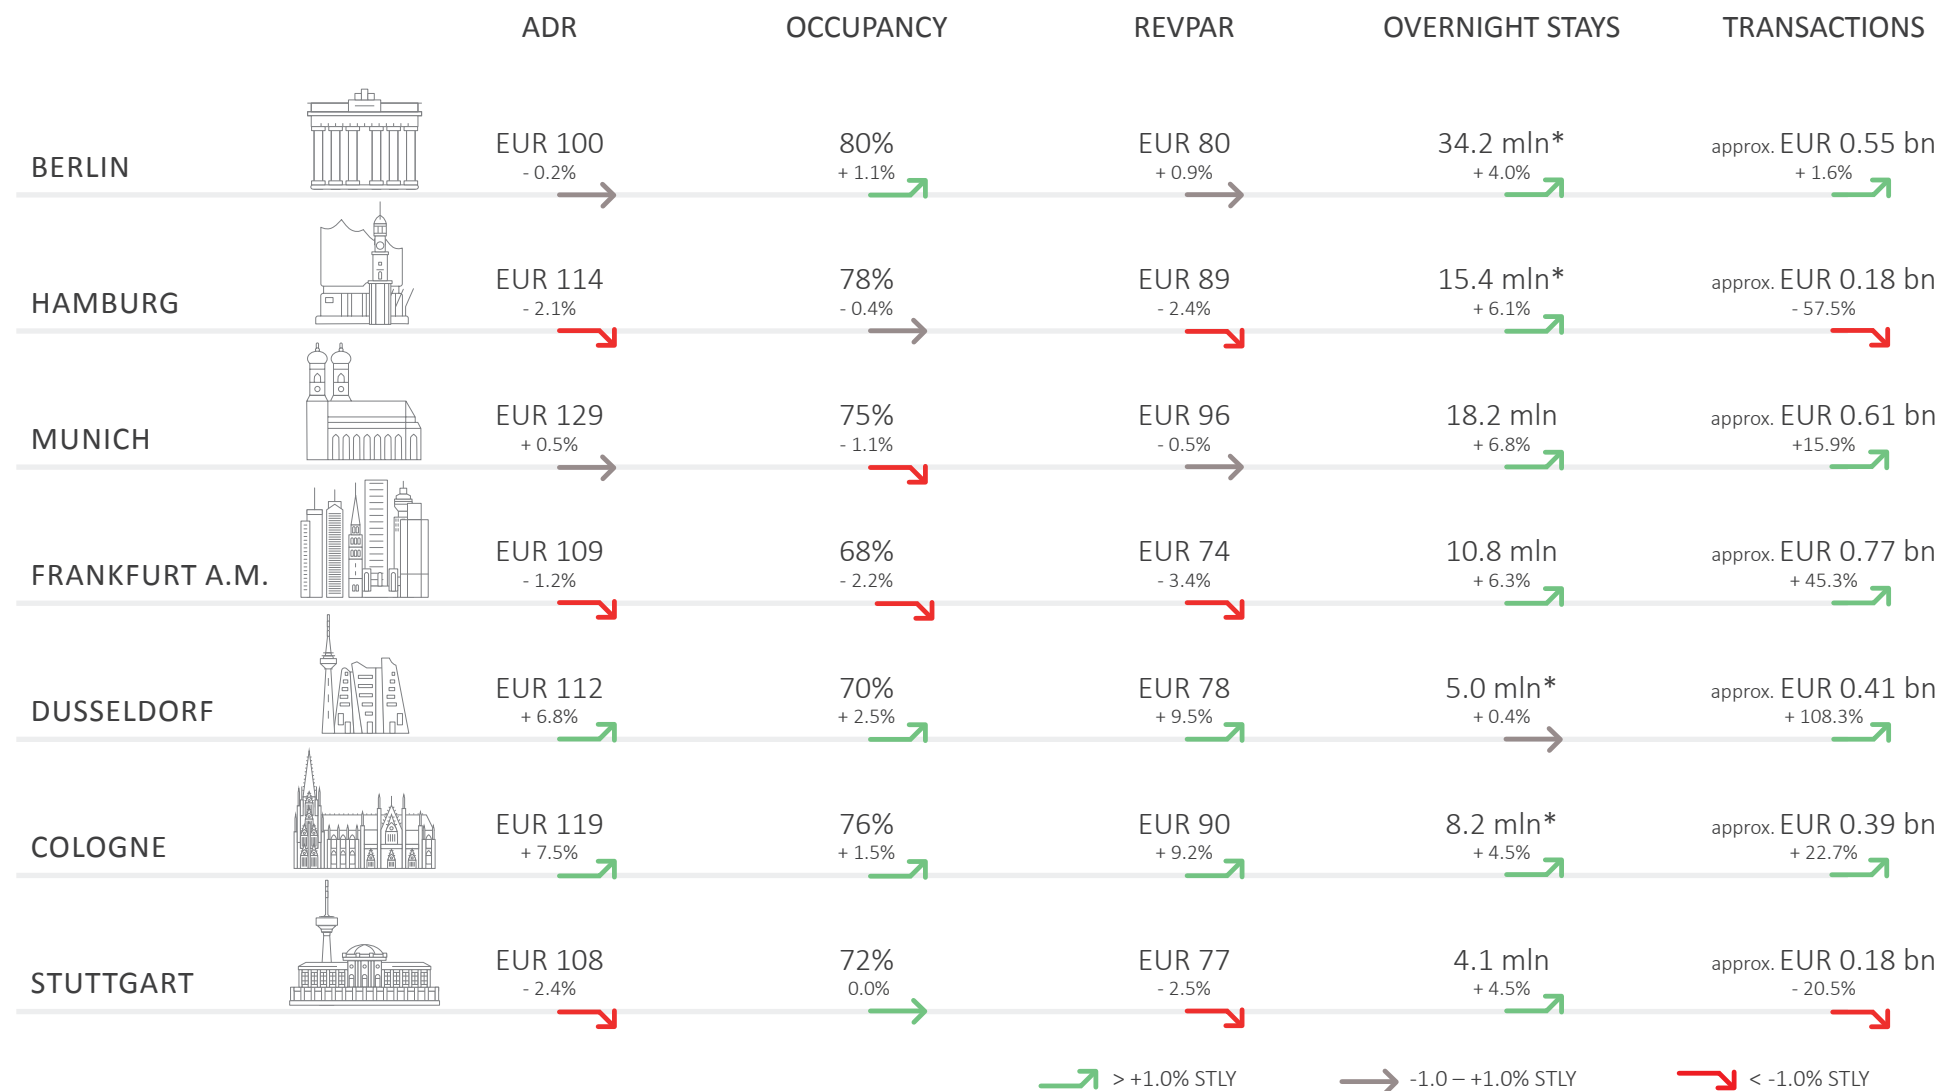 ADR OCCUPANCY REVPAR OVERNIGHT STAYS TRANSACTIONS
BERLIN EUR 100 80% EUR 80 34.2 mln* approx. EUR 0.55 bn
- 0.2% + 1.1% + 0.9% + 4.0% + 1.6%
HAMBURG EUR 114 78% EUR 89 15.4 mln* approx. EUR 0.18 bn
- 2.1% - 0.4% - 2.4% + 6.1% - 57.5%
MUNICH EUR 129 75% EUR 96 18.2 mln approx. EUR 0.61 bn
+ 0.5% - 1.1% - 0.5% + 6.8% +15.9%
FRANKFURT A.M. EUR 109 68% EUR 74 10.8 mln approx. EUR 0.77 bn
- 1.2% - 2.2% - 3.4% + 6.3% + 45.3%
DUSSELDORF EUR 112 70% EUR 78 5.0 mln* approx. EUR 0.41 bn
+ 6.8% + 2.5% + 9.5% + 0.4% + 108.3%
COLOGNE EUR 119 76% EUR 90 8.2 mln* approx. EUR 0.39 bn
+ 7.5% + 1.5% + 9.2% + 4.5% + 22.7%
STUTTGART EUR 108 72% EUR 77 4.1 mln approx. EUR 0.18 bn
- 2.4% 0.0% - 2.5% + 4.5% - 20.5%
> +1.0% STLY -1.0 – +1.0% STLY < -1.0% STLY